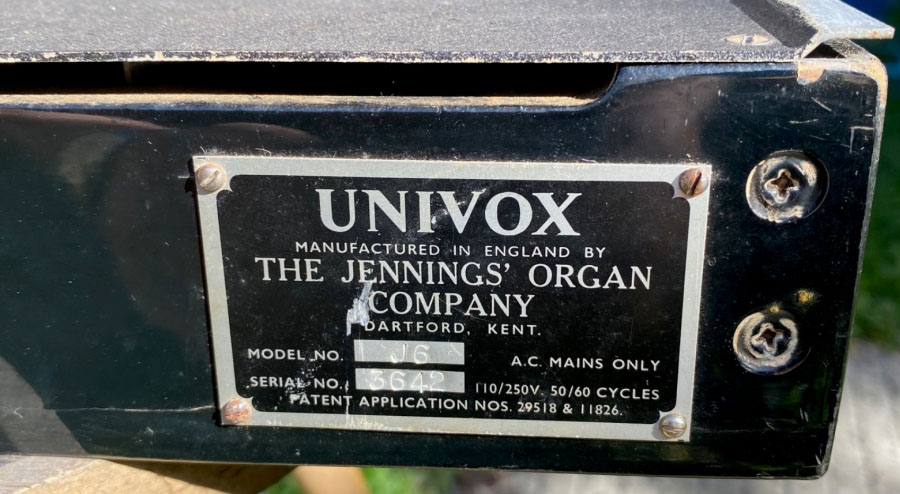 UNIVOX
MANUFACTURED IN ENGLAND BY
THE JENNINGS' ORGAN
COMPANY
DARTFORD, KENT.
MODEL NO. J6 A.C. MAINS ONLY
SERIAL NO. 3642 110/250V. 50/60 CYCLES
PATENT APPLICATION NOS. 29518 & 11826.